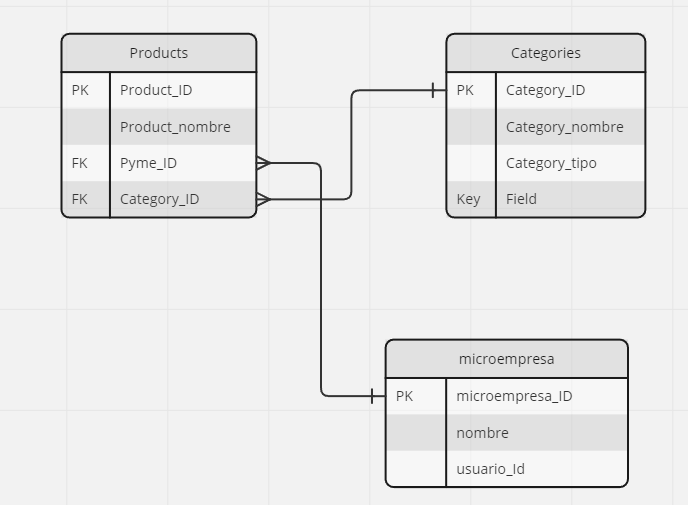 Products
PK Product_ID
Product_nombre
FK Pyme_ID
FK Category_ID
Categories
PK Category_ID
Category_nombre
Category_tipo
Key Field
microempresa
PK microempresa_ID
nombre
usuario_Id